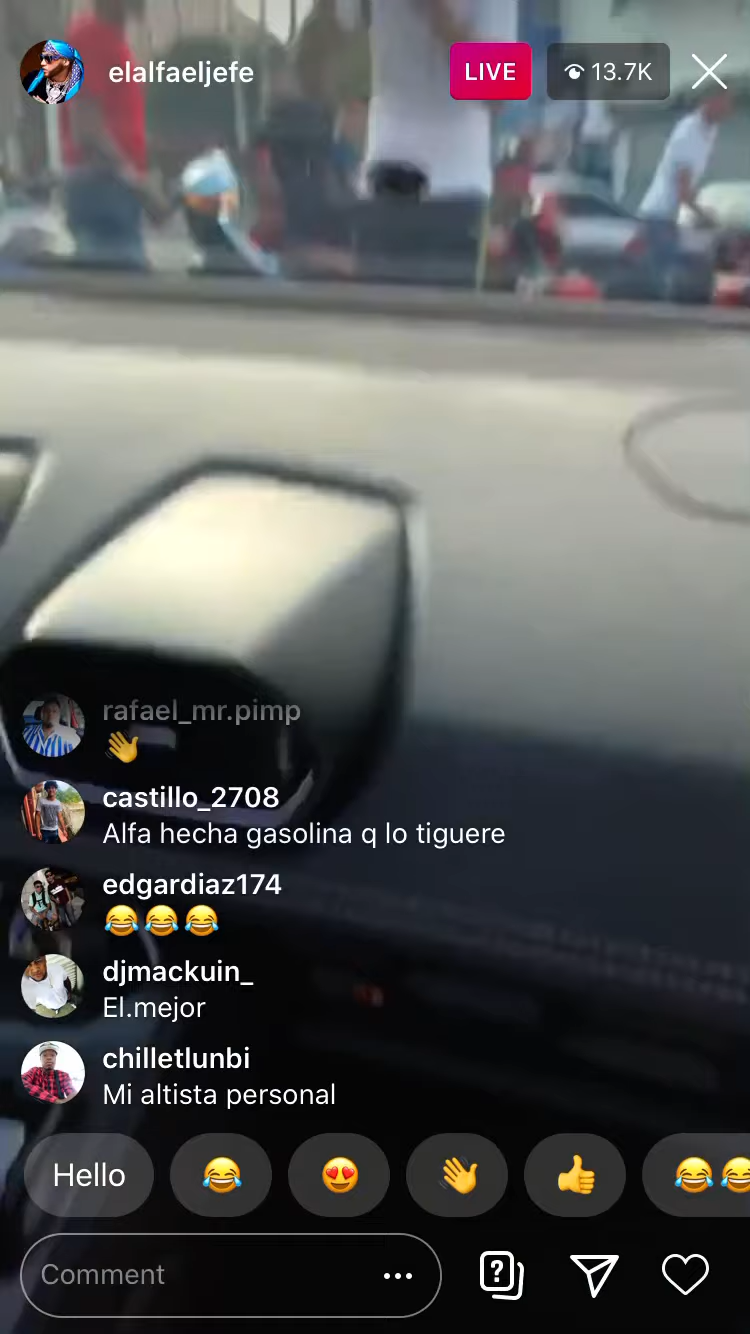 elalfaeljefe
LIVE
13.7K
rafael_mr.pimp
👋
castillo_2708
Alfa hecha gasolina q lo tiguere
edgardiaz174
😂😂😂
djmackuin_
El.mejor
chilletlunbi
Mi altista personal
Hello 😂 😍 👋 👍 😂😂
Comment